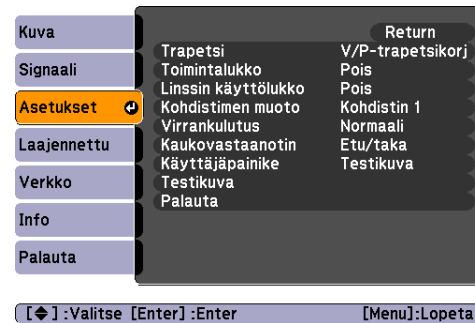 Kuva
Signaali
Asetukset
Laajennettu
Verkko
Info
Palauta
Return
Trapetsi V/P-trapetsikorj
Toimintalukko Pois
Linssin käyttölukko Pois
Kohdistimen muoto Kohdistin 1
Virrankulutus Normaali
Kaukovastaanotin Etu/taka
Käyttäjäpainike Testikuva
Testikuva
Palauta
[◆] :Valitse [Enter] :Enter [Menu]:Lopeta